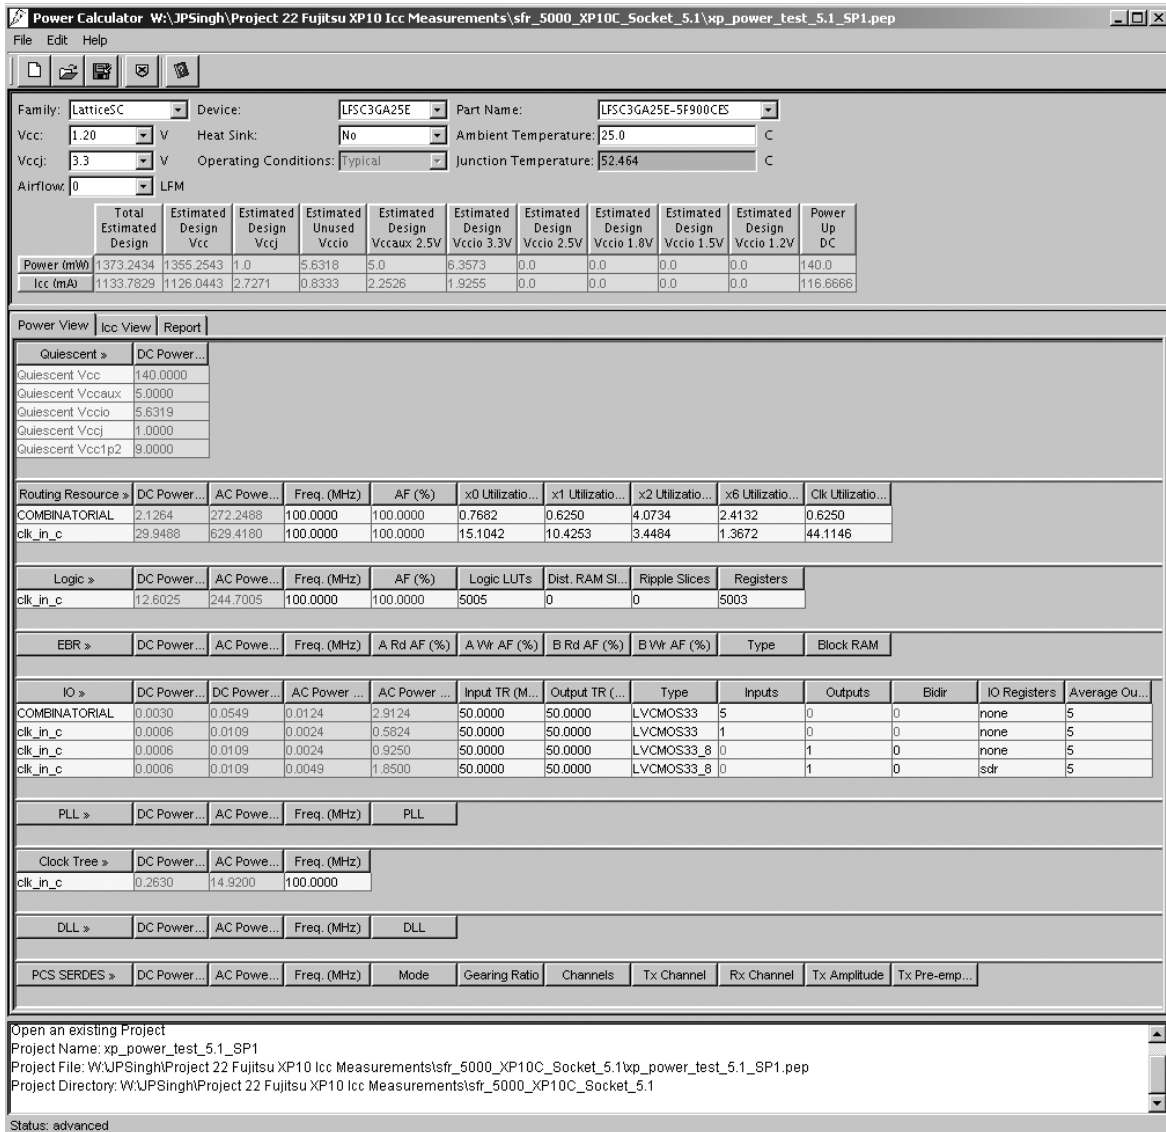 Power Calculator W:\JPSingh\Project 22 Fujitsu XP10 Icc Measurements\sfr_5000_XP10C_Socket_5.1\xp_power_test_5.1_SP1.pep
File Edit Help
Family: LatticeSC Device: LFSC3GA25E Part Name: LFSC3GA25E-5F900CES
Vcc: 1.20 V Heat Sink: No Ambient Temperature: 25.0 C
Vccj: 3.3 V Operating Conditions: Typical Junction Temperature: 52.464 C
Airflow: 0 LFM
Total Estimated Design Estimated Design Vcc Estimated Design Vccj Estimated Unused Vccio Estimated Design Vccaux 2.5V Estimated Design Vccio 3.3V Estimated Design Vccio 2.5V Estimated Design Vccio 1.8V Estimated Design Vccio 1.5V Estimated Design Vccio 1.2V Power Up DC
Power (mW) 1373.2434 1355.2543 1.0 5.6318 5.0 6.3573 0.0 0.0 0.0 0.0 140.0
Icc (mA) 1133.7829 1126.0443 2.7271 0.8333 2.2526 1.9255 0.0 0.0 0.0 0.0 116.6666
Power View Icc View Report
Quiescent » DC Power...
Quiescent Vcc 140.0000
Quiescent Vccaux 5.0000
Quiescent Vccio 5.6319
Quiescent Vccj 1.0000
Quiescent Vcc1p2 9.0000
Routing Resource » DC Power... AC Powe... Freq. (MHz) AF (%) x0 Utilizatio... x1 Utilizatio... x2 Utilizatio... x6 Utilizatio... Clk Utilizatio...
COMBINATORIAL 2.1264 272.2488 100.0000 100.0000 0.7682 0.6250 4.0734 2.4132 0.6250
clk_in_c 29.9488 629.4180 100.0000 100.0000 15.1042 10.4253 3.4484 1.3672 44.1146
Logic » DC Power... AC Powe... Freq. (MHz) AF (%) Logic LUTs Dist. RAM Sl... Ripple Slices Registers
clk_in_c 12.6025 244.7005 100.0000 100.0000 5005 0 0 5003
EBR » DC Power... AC Powe... Freq. (MHz) A Rd AF (%) A Wr AF (%) B Rd AF (%) B Wr AF (%) Type Block RAM
IO » DC Power... DC Power... AC Power ... AC Power ... Input TR (M... Output TR (... Type Inputs Outputs Bidir IO Registers Average Ou...
COMBINATORIAL 0.0030 0.0549 0.0124 2.9124 50.0000 50.0000 LVCMOS33 5 0 0 none 5
clk_in_c 0.0006 0.0109 0.0024 0.5824 50.0000 50.0000 LVCMOS33 1 0 0 none 5
clk_in_c 0.0006 0.0109 0.0024 0.9250 50.0000 50.0000 LVCMOS33_8 0 1 0 none 5
clk_in_c 0.0006 0.0109 0.0049 1.8500 50.0000 50.0000 LVCMOS33_8 0 1 0 sdr 5
PLL » DC Power... AC Powe... Freq. (MHz) PLL
Clock Tree » DC Power... AC Powe... Freq. (MHz)
clk_in_c 0.2630 14.9200 100.0000
DLL » DC Power... AC Powe... Freq. (MHz) DLL
PCS SERDES » DC Power... AC Powe... Freq. (MHz) Mode Gearing Ratio Channels Tx Channel Rx Channel Tx Amplitude Tx Pre-emp...
Open an existing Project
Project Name: xp_power_test_5.1_SP1
Project File: W:\JPSingh\Project 22 Fujitsu XP10 Icc Measurements\sfr_5000_XP10C_Socket_5.1\xp_power_test_5.1_SP1.pep
Project Directory: W:\JPSingh\Project 22 Fujitsu XP10 Icc Measurements\sfr_5000_XP10C_Socket_5.1
Status: advanced